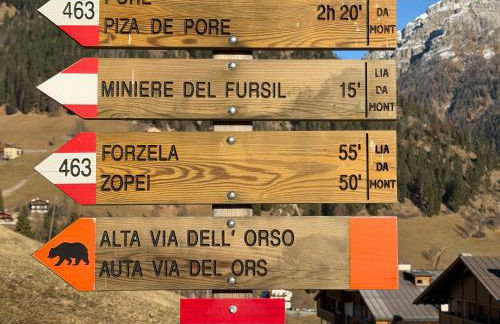 463 PORE 2h 20'
PIZA DE PORE
DA
MONT
MINIERE DEL FURSIL 15'
LIA
DA
MONT
463 FORZELA 55'
ZOPEI 50'
LIA
DA
MONT
ALTA VIA DELL' ORSO
AUTA VIA DEL ORS